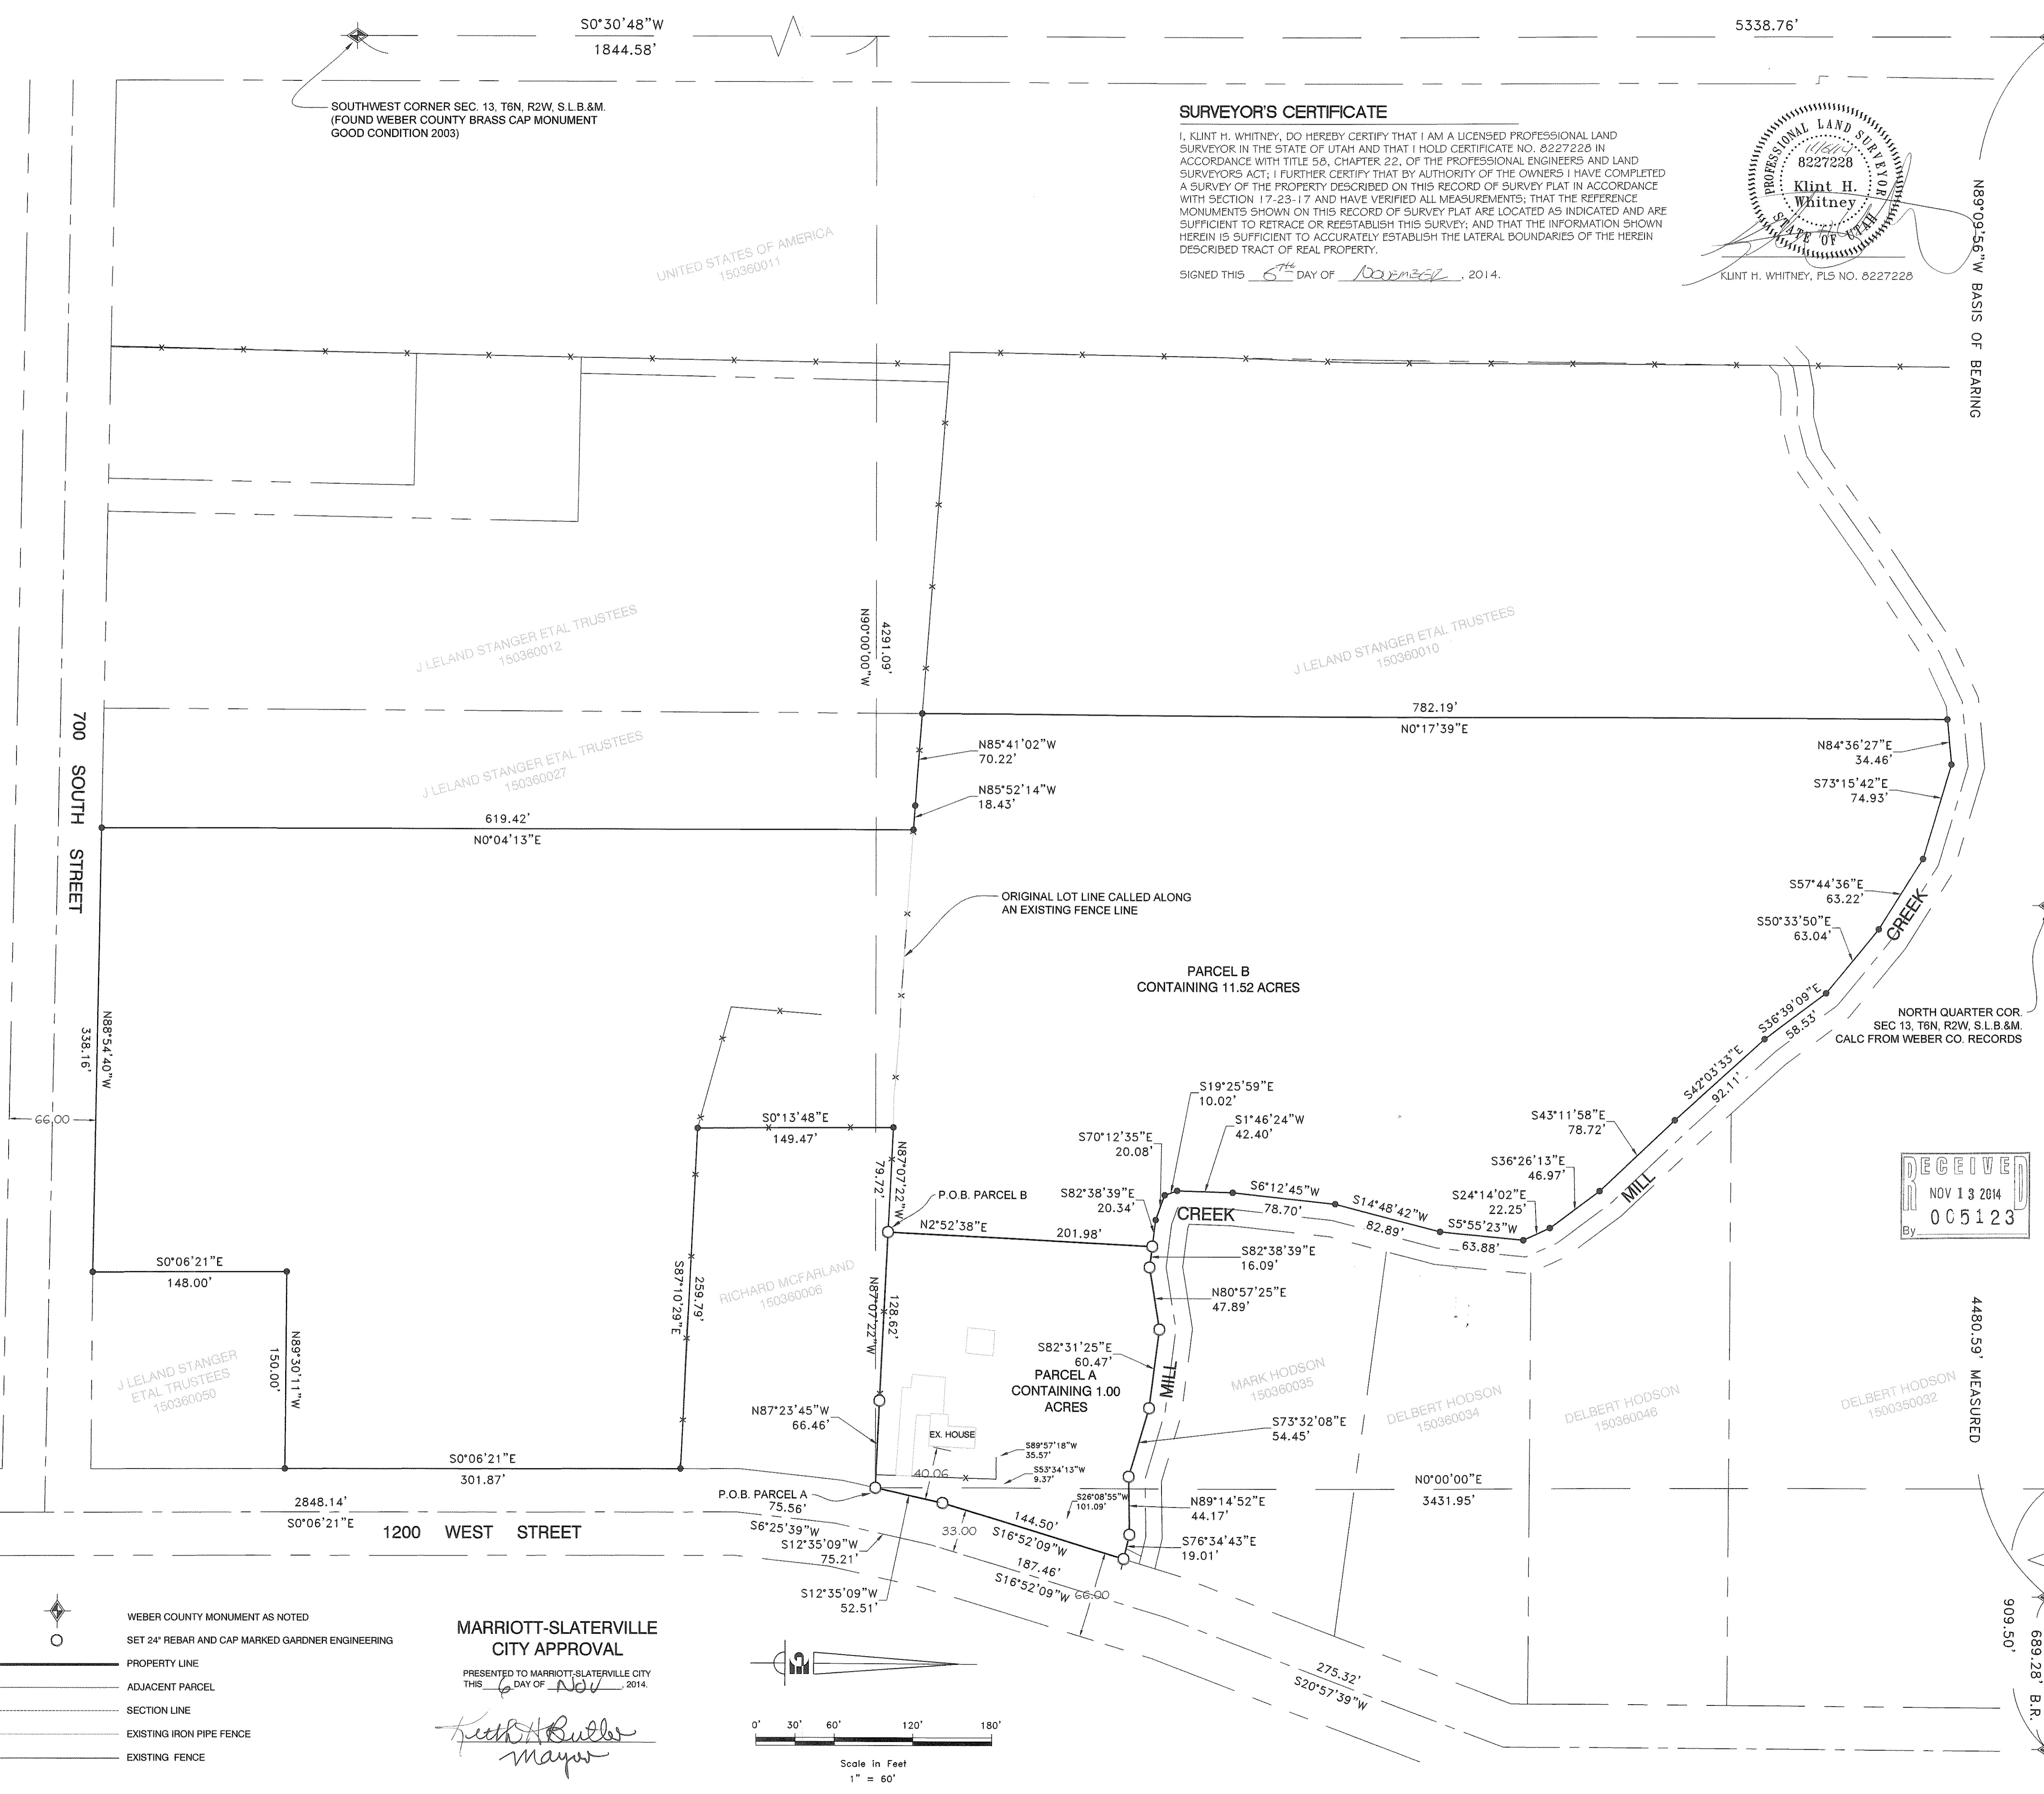 S0°30'48"W
1844.58'
5338.76'
SOUTHWEST CORNER SEC. 13, T6N, R2W, S.L.B.&M.
(FOUND WEBER COUNTY BRASS CAP MONUMENT
GOOD CONDITION 2003)
SURVEYOR'S CERTIFICATE
I, KLINT H. WHITNEY, DO HEREBY CERTIFY THAT I AM A LICENSED PROFESSIONAL LAND
SURVEYOR IN THE STATE OF UTAH AND THAT I HOLD CERTIFICATE NO. 8227228 IN
ACCORDANCE WITH TITLE 58, CHAPTER 22, OF THE PROFESSIONAL ENGINEERS AND LAND
SURVEYORS ACT; I FURTHER CERTIFY THAT BY AUTHORITY OF THE OWNERS I HAVE COMPLETED
A SURVEY OF THE PROPERTY DESCRIBED ON THIS RECORD OF SURVEY PLAT IN ACCORDANCE
WITH SECTION 17-23-17 AND HAVE VERIFIED ALL MEASUREMENTS; THAT THE REFERENCE
MONUMENTS SHOWN ON THIS RECORD OF SURVEY PLAT ARE LOCATED AS INDICATED AND ARE
SUFFICIENT TO RETRACE OR REESTABLISH THIS SURVEY; AND THAT THE INFORMATION SHOWN
HEREIN IS SUFFICIENT TO ACCURATELY ESTABLISH THE LATERAL BOUNDARIES OF THE HEREIN
DESCRIBED TRACT OF REAL PROPERTY.
SIGNED THIS 6TH DAY OF NOVEMBER, 2014.
PROFESSIONAL LAND SURVEYOR
8227228
Klint H.
Whitney
STATE OF UTAH
KLINT H. WHITNEY, PLS NO. 8227228
N89°09'56"W BASIS OF BEARING
UNITED STATES OF AMERICA
150360011
J LELAND STANGER ETAL TRUSTEES
150360012
4291.09'
N90°00'00"W
J LELAND STANGER ETAL TRUSTEES
150360010
700 SOUTH STREET
J LELAND STANGER ETAL TRUSTEES
150360027
782.19'
N0°17'39"E
N85°41'02"W
70.22'
N85°52'14"W
18.43'
N84°36'27"E
34.46'
S73°15'42"E
74.93'
619.42'
N0°04'13"E
S57°44'36"E
63.22'
S50°33'50"E
63.04'
CREEK
ORIGINAL LOT LINE CALLED ALONG
AN EXISTING FENCE LINE
PARCEL B
CONTAINING 11.52 ACRES
S36°39'09"E
58.53'
NORTH QUARTER COR.
SEC 13, T6N, R2W, S.L.B.&M.
CALC FROM WEBER CO. RECORDS
N88°54'40"W
338.16'
66.00
S42°03'33"E
92.11'
S0°13'48"E
149.47'
S19°25'59"E
10.02'
S1°46'24"W
42.40'
S70°12'35"E
20.08'
S43°11'58"E
78.72'
N87°07'22"W
79.72'
P.O.B. PARCEL B
S82°38'39"E
20.34'
S6°12'45"W
78.70'
S14°48'42"W
82.89'
S36°26'13"E
46.97'
S24°14'02"E
22.25'
S5°55'23"W
63.88'
MILL
CREEK
RECEIVED
NOV 13 2014
005123
By
N2°52'38"E
201.98'
S0°06'21"E
148.00'
S82°38'39"E
16.09'
N80°57'25"E
47.89'
S87°10'29"E
259.79'
RICHARD MCFARLAND
150360006
N87°07'22"W
128.62'
N89°30'11"W
150.00'
J LELAND STANGER
ETAL TRUSTEES
150360050
S82°31'25"E
60.47'
PARCEL A
CONTAINING 1.00
ACRES
MILL
MARK HODSON
150360035
DELBERT HODSON
150360034
DELBERT HODSON
150360046
DELBERT HODSON
1500350032
4480.59' MEASURED
N87°23'45"W
66.46'
EX. HOUSE
S73°32'08"E
54.45'
S89°57'18"W
35.57'
S53°34'13"W
9.37'
40.06
S0°06'21"E
301.87'
N0°00'00"E
3431.95'
P.O.B. PARCEL A
75.56'
S6°25'39"W
S12°35'09"W
75.21'
S26°08'55"W
101.09'
N89°14'52"E
44.17'
S76°34'43"E
19.01'
144.50'
S16°52'09"W
33.00
187.46'
S16°52'09"W
66.00
2848.14'
S0°06'21"E
1200 WEST STREET
S12°35'09"W
52.51'
909.50'
689.28' B.R.
275.32'
S20°57'39"W
WEBER COUNTY MONUMENT AS NOTED
SET 24" REBAR AND CAP MARKED GARDNER ENGINEERING
PROPERTY LINE
ADJACENT PARCEL
SECTION LINE
EXISTING IRON PIPE FENCE
EXISTING FENCE
MARRIOTT-SLATERVILLE
CITY APPROVAL
PRESENTED TO MARRIOTT-SLATERVILLE CITY
THIS 6 DAY OF NOV, 2014.
Keith H Butler
Mayor
0' 30' 60' 120' 180'
Scale in Feet
1" = 60'